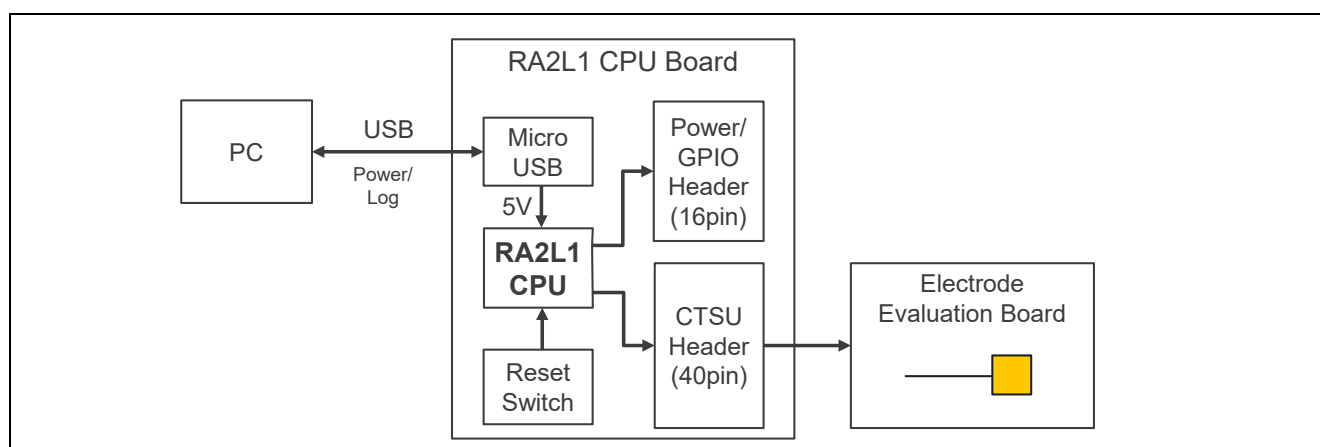 RA2L1 CPU Board
PC
USB
Power/
Log
Micro
USB
5V
RA2L1
CPU
Reset
Switch
Power/
GPIO
Header
(16pin)
CTSU
Header
(40pin)
Electrode
Evaluation Board